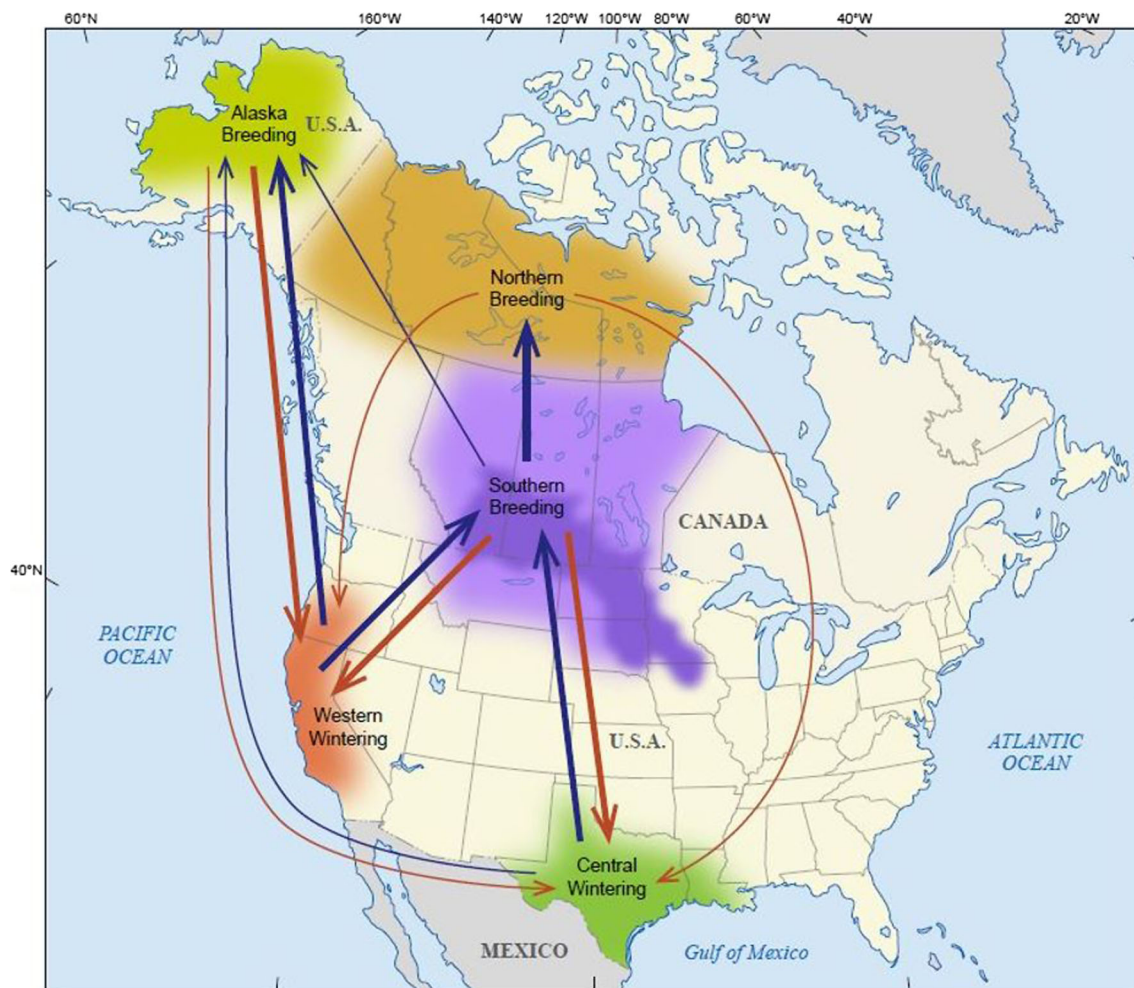 60°N 160°W 140°W 120°W 100°W 80°W 60°W 40°W 20°W
Alaska
Breeding
U.S.A.
Northern
Breeding
Southern
Breeding
CANADA
40°N
PACIFIC
OCEAN
Western
Wintering
U.S.A.
ATLANTIC
OCEAN
Central
Wintering
MEXICO
Gulf of Mexico